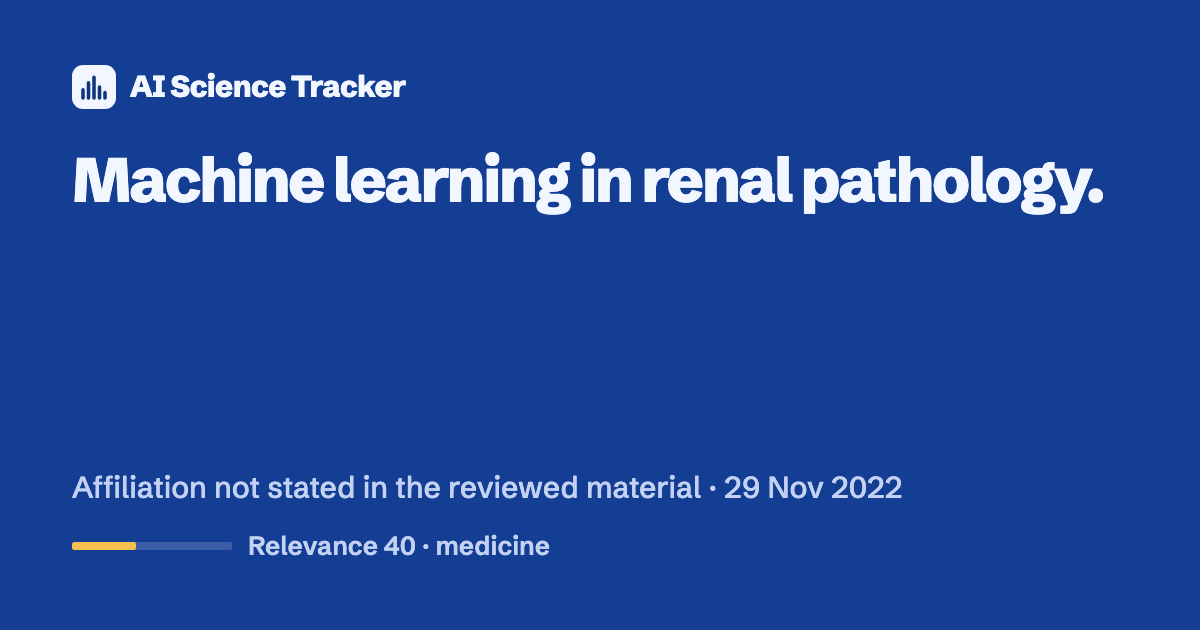 AI Science Tracker
Machine learning in renal pathology.
Affiliation not stated in the reviewed material · 29 Nov 2022
Relevance 40 · medicine